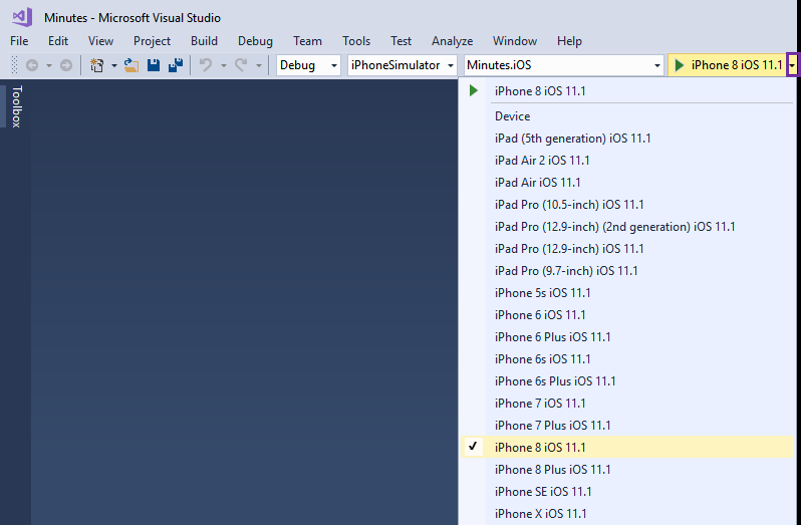 Minutes - Microsoft Visual Studio
File Edit View Project Build Debug Team Tools Test Analyze Window Help
Debug iPhoneSimulator Minutes.iOS iPhone 8 iOS 11.1
Toolbox
iPhone 8 iOS 11.1
Device
iPad (5th generation) iOS 11.1
iPad Air 2 iOS 11.1
iPad Air iOS 11.1
iPad Pro (10.5-inch) iOS 11.1
iPad Pro (12.9-inch) (2nd generation) iOS 11.1
iPad Pro (12.9-inch) iOS 11.1
iPad Pro (9.7-inch) iOS 11.1
iPhone 5s iOS 11.1
iPhone 6 iOS 11.1
iPhone 6 Plus iOS 11.1
iPhone 6s iOS 11.1
iPhone 6s Plus iOS 11.1
iPhone 7 iOS 11.1
iPhone 7 Plus iOS 11.1
iPhone 8 iOS 11.1
iPhone 8 Plus iOS 11.1
iPhone SE iOS 11.1
iPhone X iOS 11.1